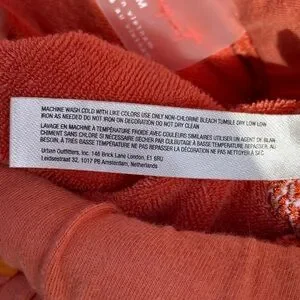 M
MACHINE WASH COLD WITH LIKE COLORS USE ONLY NON-CHLORINE BLEACH TUMBLE DRY LOW LOW
IRON AS NEEDED DO NOT IRON ON DECORATION DO NOT DRY CLEAN
LAVAGE EN MACHINE À TEMPÉRATURE FROIDE AVEC COULEURS SIMILAIRES UTILISER UN AGENT DE BLAN
CHIMENT SANS CHLORE SI NÉCESSAIRE SÉCHER PAR CULBUTAGE À BASSE TEMPÉRATURE REPASSER, AU
BESOIN, À TRÈS BASSE TEMPÉRATURE NE PAS REPASSER SUR LA DÉCORATION NE PAS NETTOYER À SEC
Urban Outfitters, Inc. 146 Brick Lane London, E1 6RU
Leidsestraat 32, 1017 PB Amsterdam, Netherlands